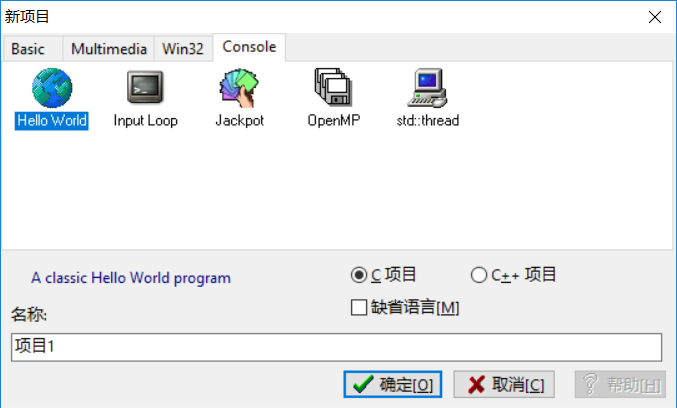 新项目
Basic Multimedia Win32 Console
Hello World Input Loop Jackpot OpenMP std::thread
A classic Hello World program
C 项目 C++ 项目
缺省语言[M]
名称:
项目1
确定[O] 取消[C] 帮助[H]